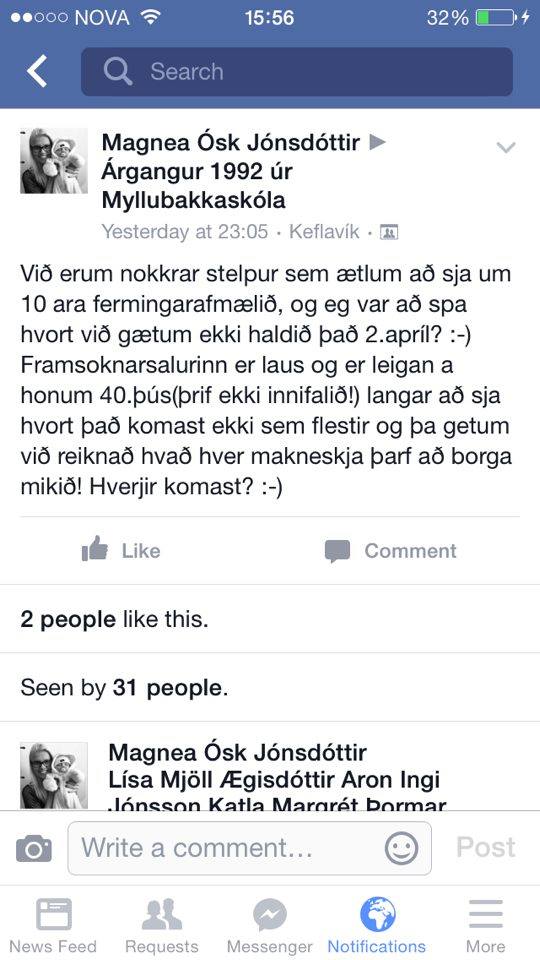 NOVA 15:56 32%
Search
Magnea Ósk Jónsdóttir
Árgangur 1992 úr
Myllubakkaskóla
Yesterday at 23:05 · Keflavík ·
Við erum nokkrar stelpur sem ætlum að sja um
10 ara fermingarafmælið, og eg var að spa
hvort við gætum ekki haldið það 2.apríl? :-)
Framsoknarsalurinn er laus og er leigan a
honum 40.þús(þrif ekki innifalið!) langar að sja
hvort það komast ekki sem flestir og þa getum
við reiknað hvað hver makneskja þarf að borga
mikið! Hverjir komast? :-)
Like Comment
2 people like this.
Seen by 31 people.
Magnea Ósk Jónsdóttir
Lísa Mjöll Ægisdóttir Aron Ingi
Jónsson Katla Margrét Þormar
Write a comment... Post
News Feed Requests Messenger Notifications More